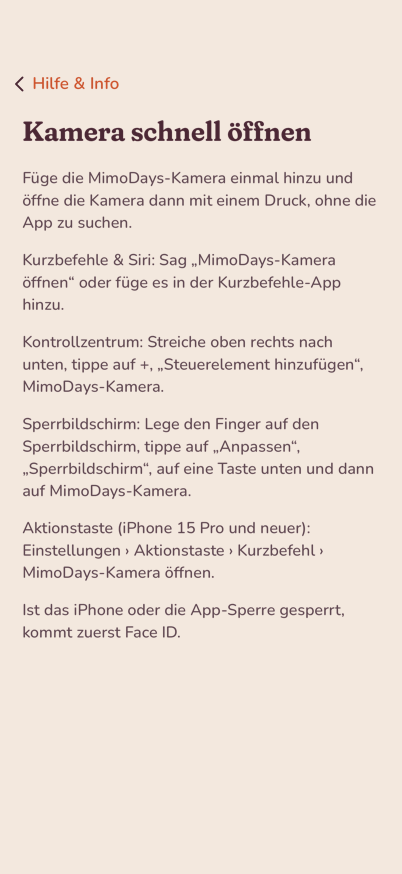 Hilfe & Info
Kamera schnell öffnen
Füge die MimoDays-Kamera einmal hinzu und
öffne die Kamera dann mit einem Druck, ohne die
App zu suchen.
Kurzbefehle & Siri: Sag „MimoDays-Kamera
öffnen“ oder füge es in der Kurzbefehle-App
hinzu.
Kontrollzentrum: Streiche oben rechts nach
unten, tippe auf +, „Steuerelement hinzufügen“,
MimoDays-Kamera.
Sperrbildschirm: Lege den Finger auf den
Sperrbildschirm, tippe auf „Anpassen“,
„Sperrbildschirm“, auf eine Taste unten und dann
auf MimoDays-Kamera.
Aktionstaste (iPhone 15 Pro und neuer):
Einstellungen › Aktionstaste › Kurzbefehl ›
MimoDays-Kamera öffnen.
Ist das iPhone oder die App-Sperre gesperrt,
kommt zuerst Face ID.